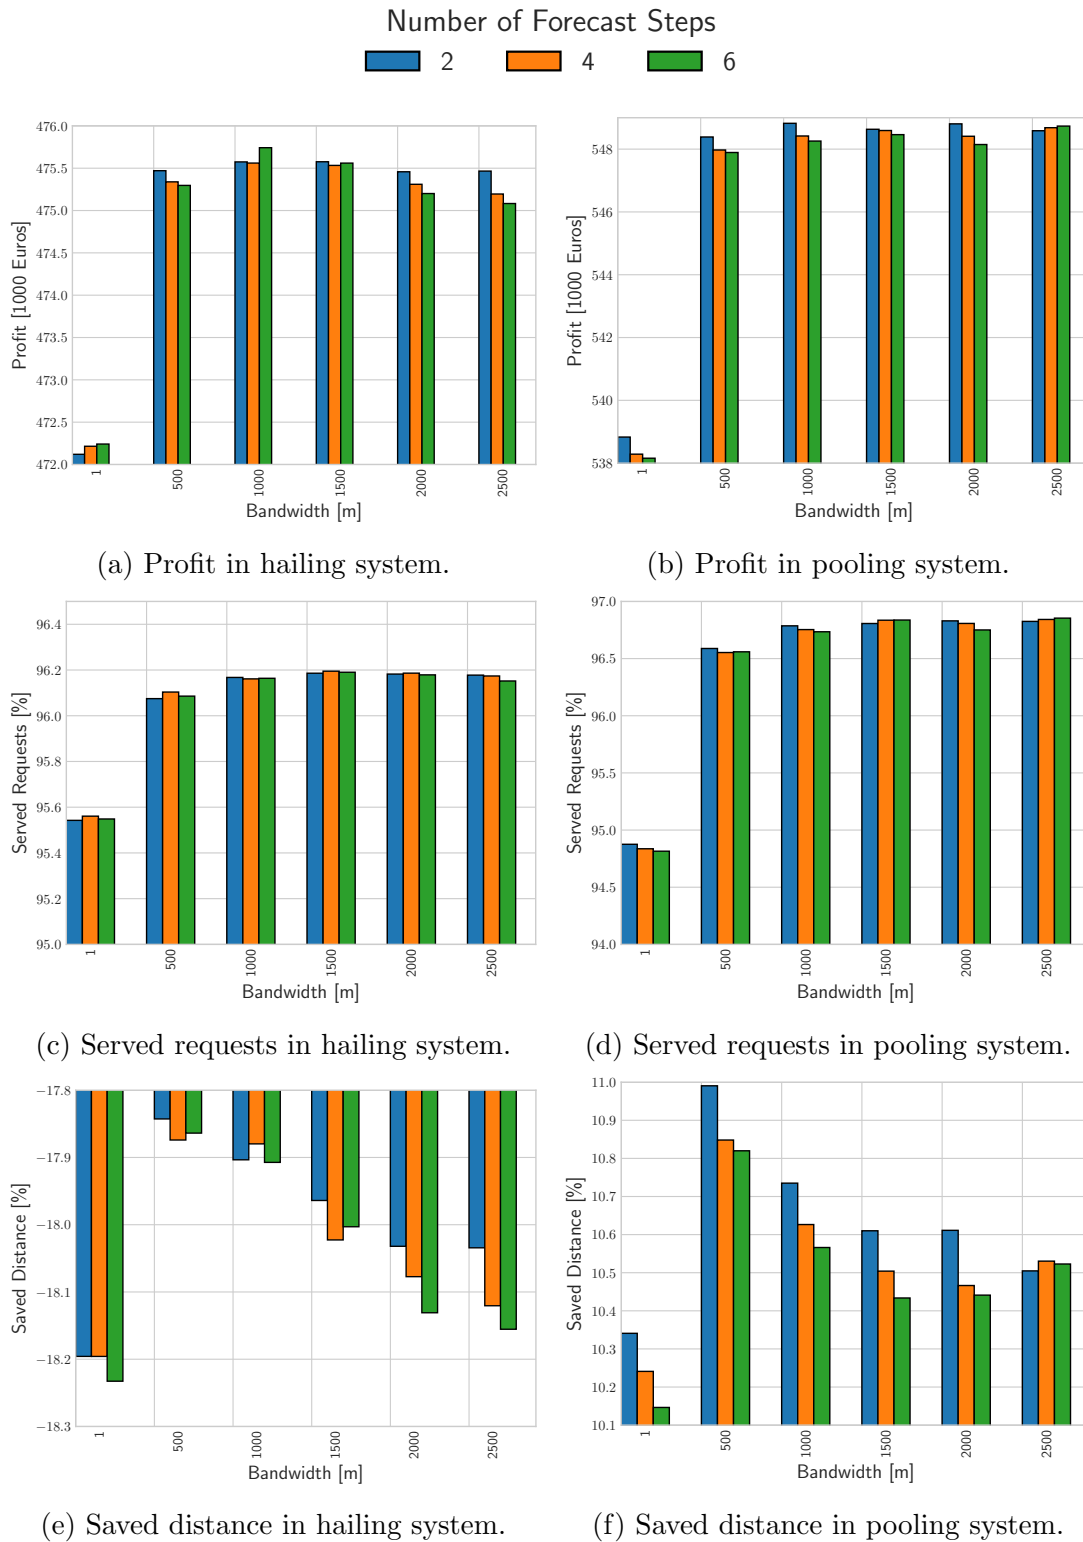 Number of Forecast Steps
2 4 6
476.0
475.5
475.0
474.5
474.0
473.5
473.0
472.5
472.0
Profit [1000 Euros]
1 500 1000 1500 2000 2500
Bandwidth [m]
(a) Profit in hailing system.
548
546
544
542
540
538
Profit [1000 Euros]
1 500 1000 1500 2000 2500
Bandwidth [m]
(b) Profit in pooling system.
96.4
96.2
96.0
95.8
95.6
95.4
95.2
95.0
Served Requests [%]
1 500 1000 1500 2000 2500
Bandwidth [m]
(c) Served requests in hailing system.
97.0
96.5
96.0
95.5
95.0
94.5
94.0
Served Requests [%]
1 500 1000 1500 2000 2500
Bandwidth [m]
(d) Served requests in pooling system.
−17.8
−17.9
−18.0
−18.1
−18.2
−18.3
Saved Distance [%]
1 500 1000 1500 2000 2500
Bandwidth [m]
(e) Saved distance in hailing system.
11.0
10.9
10.8
10.7
10.6
10.5
10.4
10.3
10.2
10.1
Saved Distance [%]
1 500 1000 1500 2000 2500
Bandwidth [m]
(f) Saved distance in pooling system.